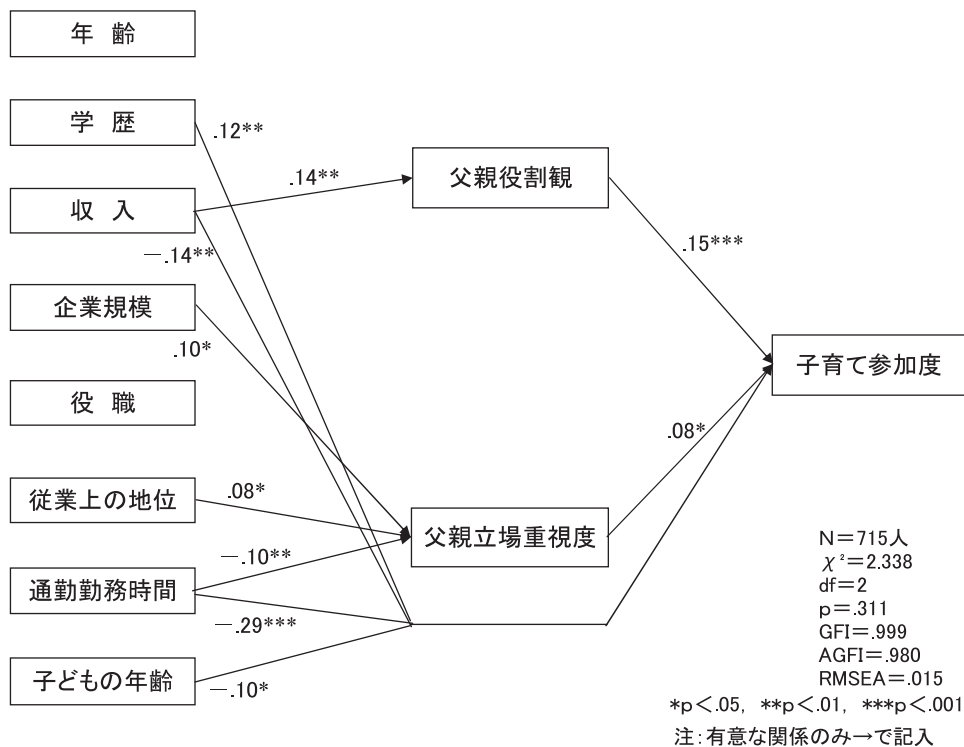 年 齢
学 歴
.12**
.14**
父親役割観
収 入
－.14**
.15***
企業規模
.10*
子育て参加度
役 職
.08*
従業上の地位
.08*
父親立場重視度
－.10**
通勤勤務時間
－.29***
子どもの年齢
－.10*
N＝715人
χ²＝2.338
df＝2
p＝.311
GFI＝.999
AGFI＝.980
RMSEA＝.015
*p＜.05, **p＜.01, ***p＜.001
注：有意な関係のみ→で記入